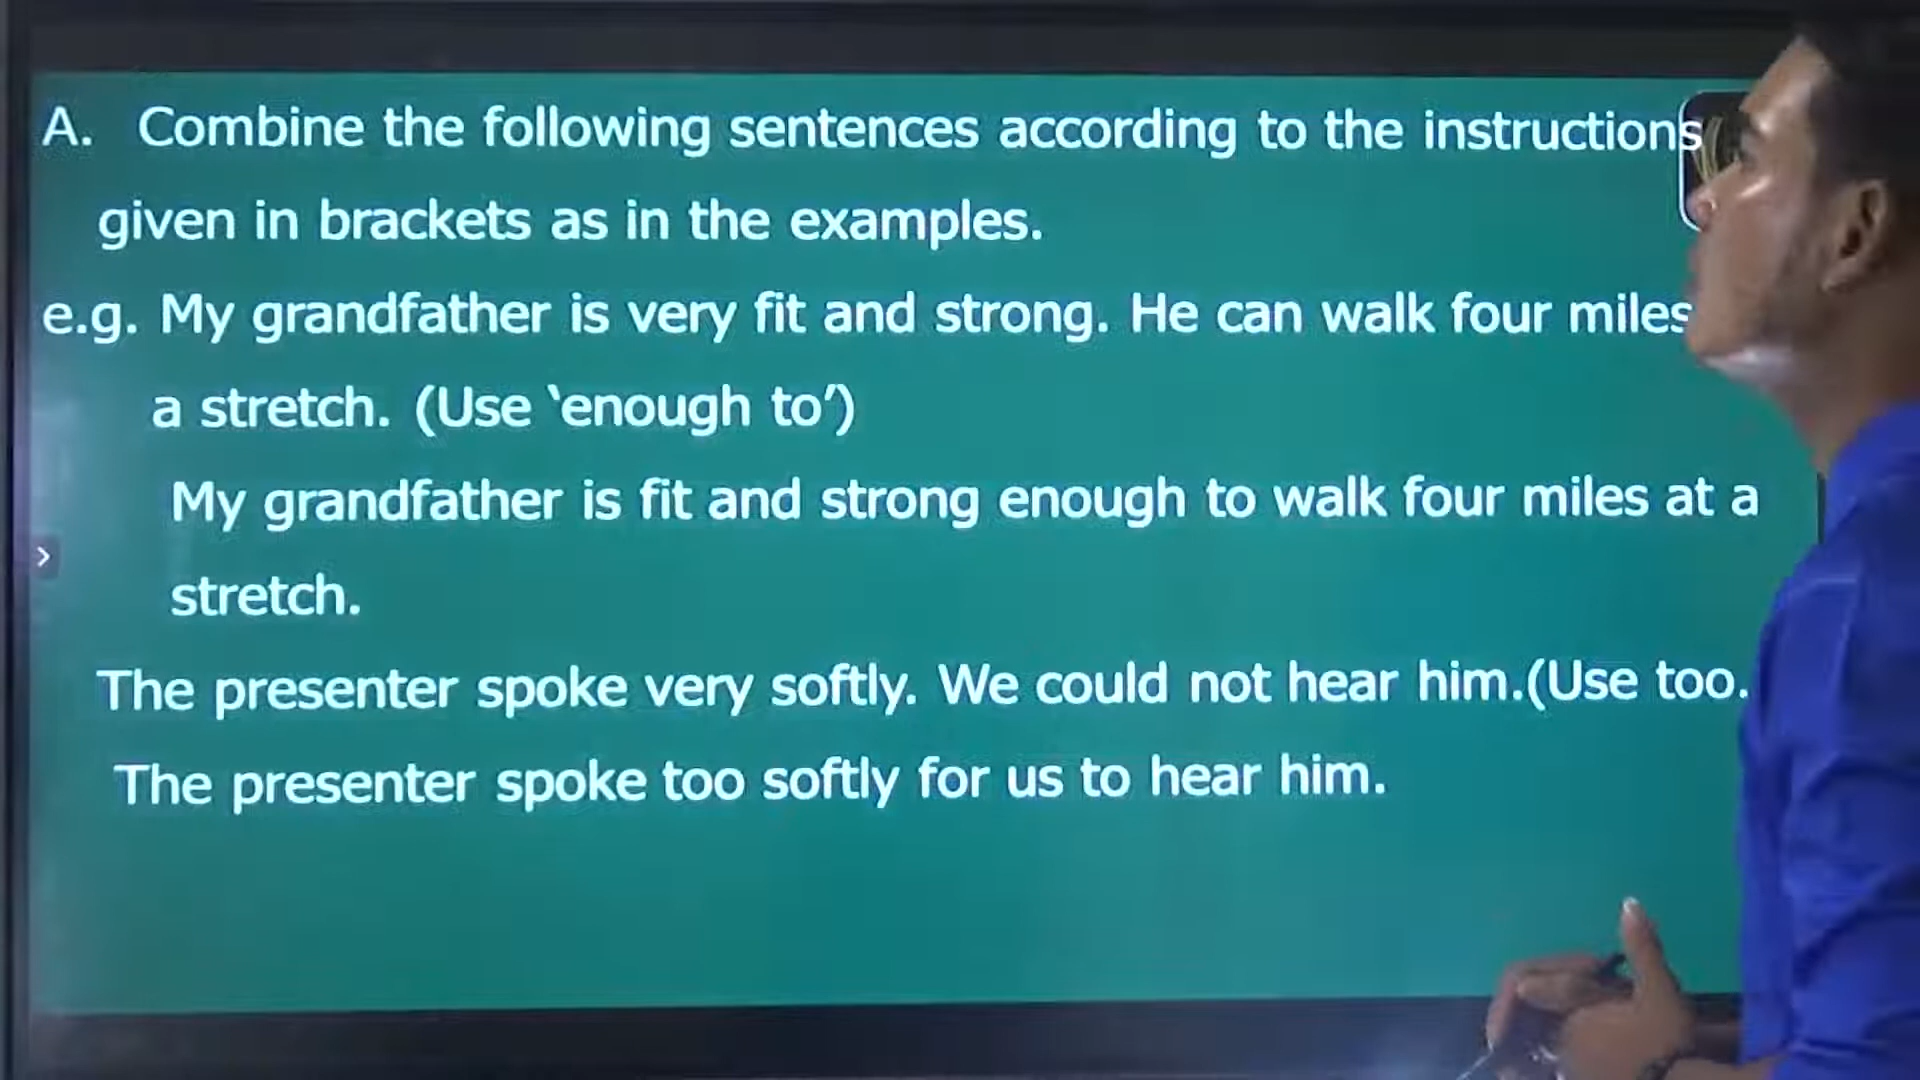 A. Combine the following sentences according to the instructions
given in brackets as in the examples.
e.g. My grandfather is very fit and strong. He can walk four miles
a stretch. (Use ‘enough to’)
My grandfather is fit and strong enough to walk four miles at a
stretch.
The presenter spoke very softly. We could not hear him.(Use too.
The presenter spoke too softly for us to hear him.